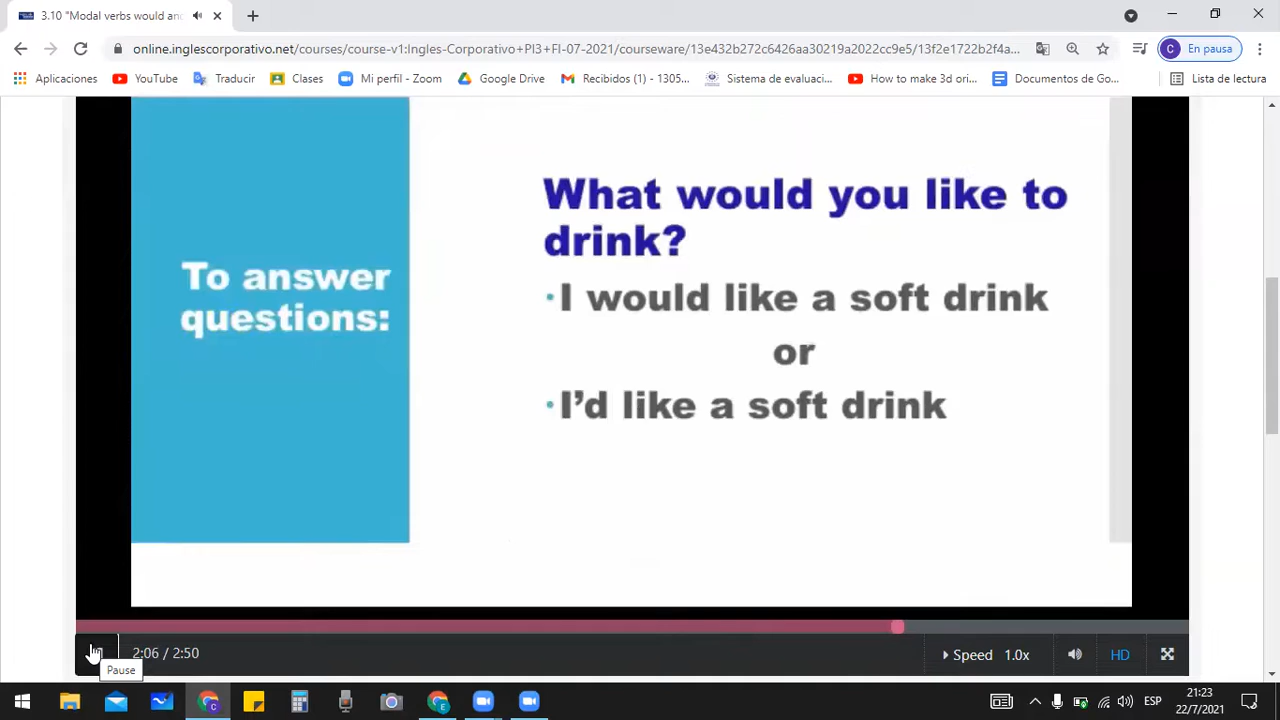 3.10 "Modal verbs would an
online.inglescorporativo.net/courses/course-v1:Ingles-Corporativo+PI3+FI-07-2021/courseware/13e432b272c6426aa30219a2022cc9e5/13f2e1722b2f4a...
C En pausa
Aplicaciones YouTube Traducir Clases Mi perfil - Zoom Google Drive Recibidos (1) - 1305... Sistema de evaluaci... How to make 3d ori... Documentos de Go... Lista de lectura
To answer
questions:
What would you like to
drink?
·I would like a soft drink
or
·I'd like a soft drink
2:06 / 2:50 Speed 1.0x HD
Pause
ESP
21:23
22/7/2021